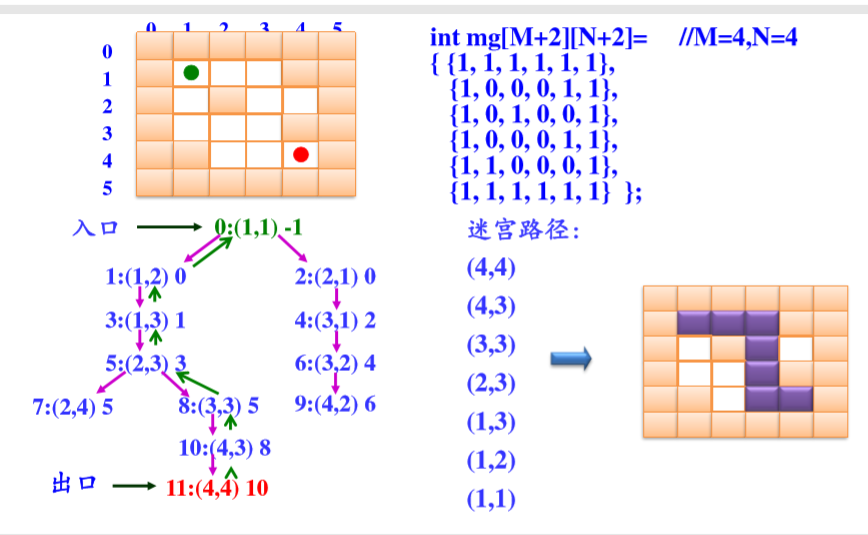 0 1 2 3 4 5
0
1
2
3
4
5
int mg[M+2][N+2]= //M=4,N=4
{ {1, 1, 1, 1, 1, 1},
{1, 0, 0, 0, 1, 1},
{1, 0, 1, 0, 0, 1},
{1, 0, 0, 0, 1, 1},
{1, 1, 0, 0, 0, 1},
{1, 1, 1, 1, 1, 1} };
入口
0:(1,1) -1
1:(1,2) 0
2:(2,1) 0
3:(1,3) 1
4:(3,1) 2
5:(2,3) 3
6:(3,2) 4
7:(2,4) 5
8:(3,3) 5
9:(4,2) 6
10:(4,3) 8
出口
11:(4,4) 10
迷宫路径:
(4,4)
(4,3)
(3,3)
(2,3)
(1,3)
(1,2)
(1,1)